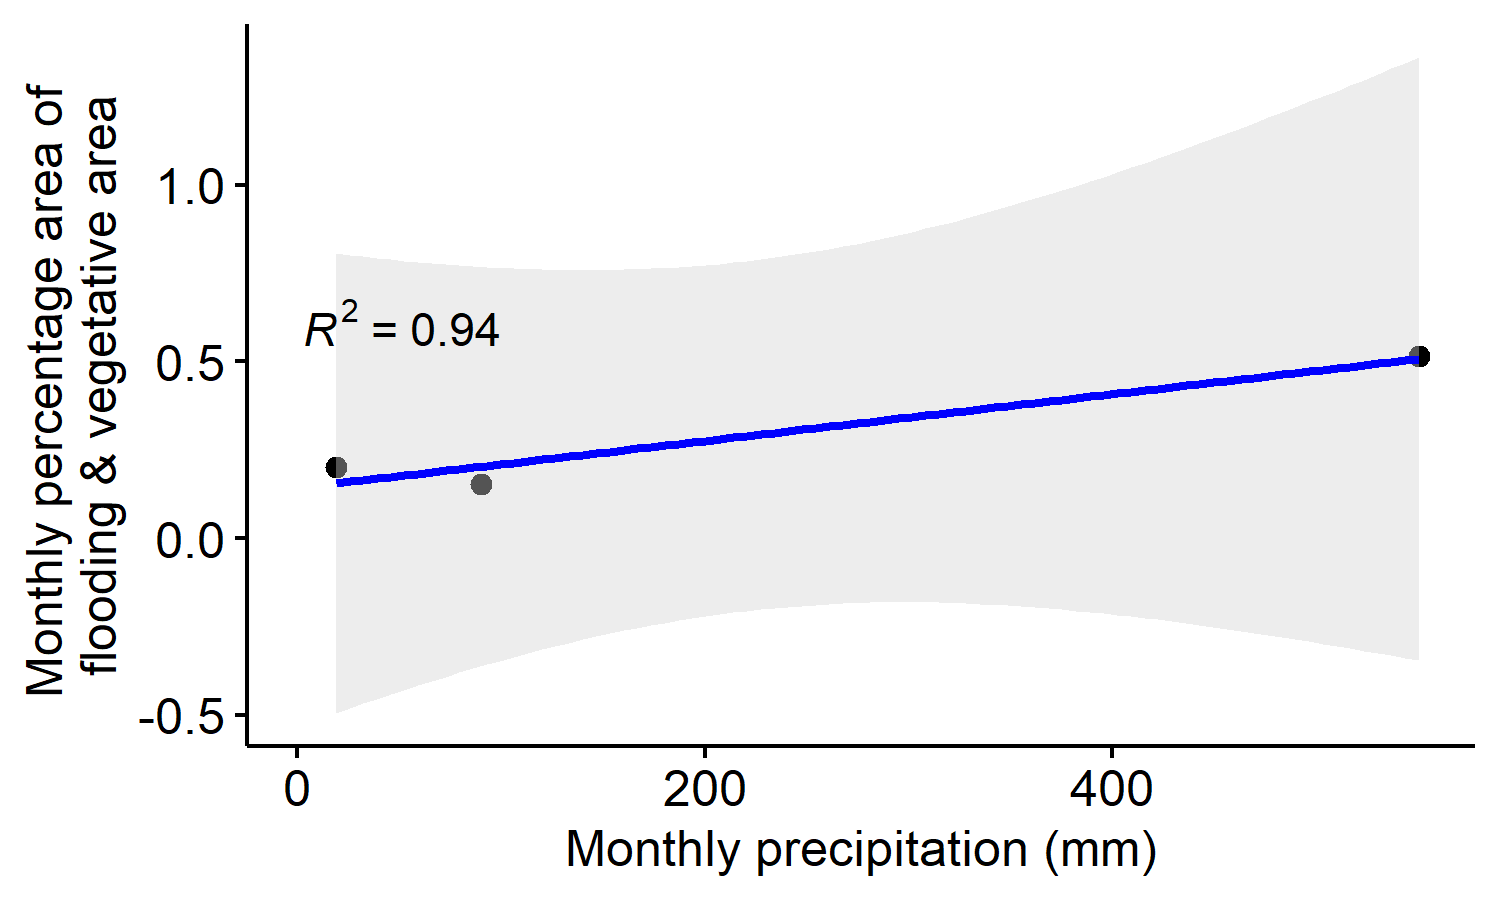 Monthly percentage area of
flooding & vegetative area
1.0
0.5
0.0
-0.5
R² = 0.94
0 200 400
Monthly precipitation (mm)